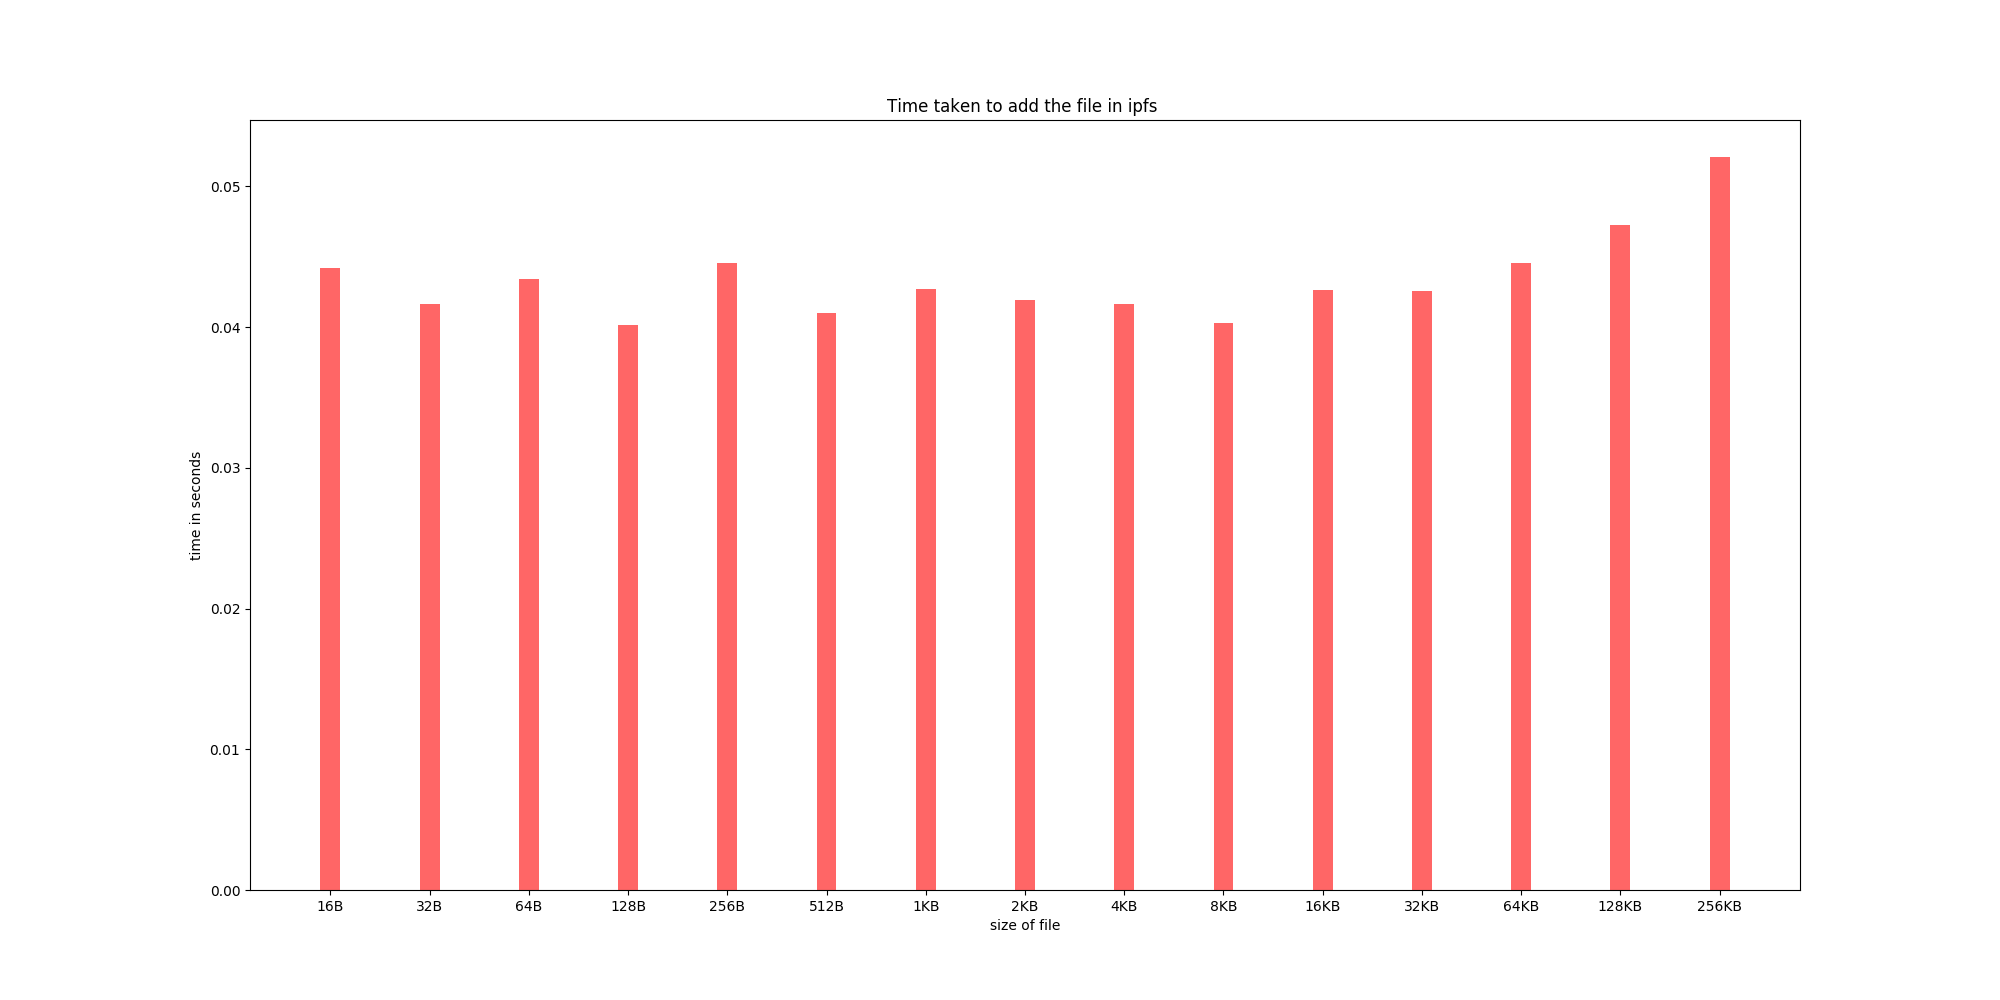 Time taken to add the file in ipfs
0.05
0.04
0.03
0.02
0.01
0.00
time in seconds
16B 32B 64B 128B 256B 512B 1KB 2KB 4KB 8KB 16KB 32KB 64KB 128KB 256KB
size of file